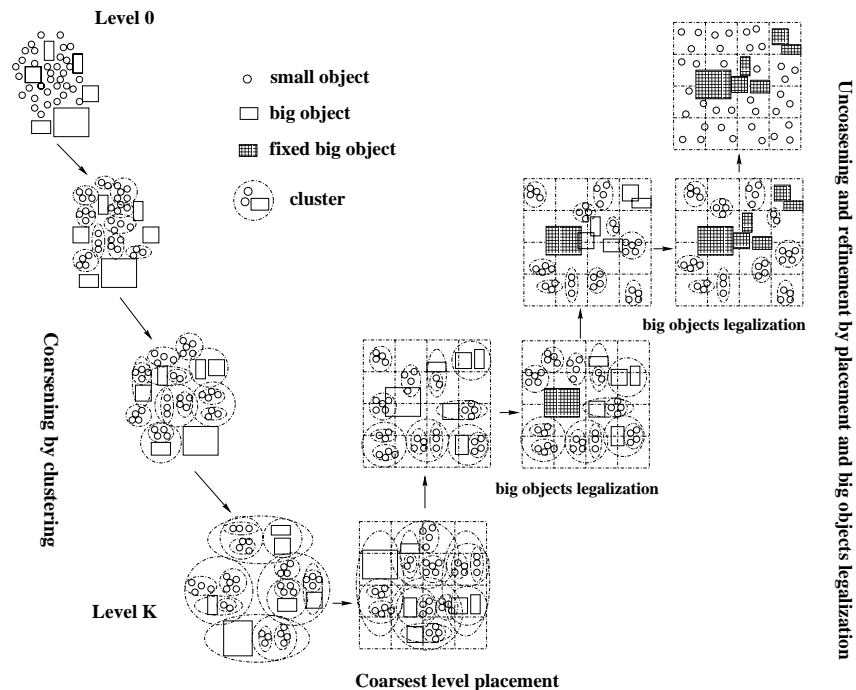 Level 0
small object
big object
fixed big object
cluster
Coarsening by clustering
Level K
Coarsest level placement
big objects legalization
big objects legalization
Uncoasening and refinement by placement and big objects legalization